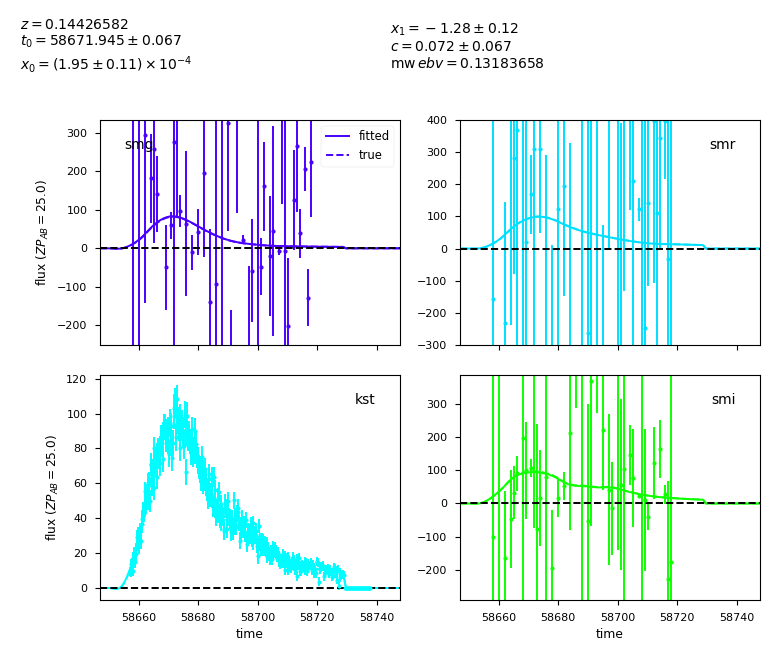 z = 0.14426582
t₀ = 58671.945 ± 0.067
x₀ = (1.95 ± 0.11) × 10⁻⁴
x₁ = −1.28 ± 0.12
c = 0.072 ± 0.067
mw ebv = 0.13183658
300
200
100
0
−100
−200
flux (ZP_AB = 25.0)
smg
fitted
true
400
300
200
100
0
−100
−200
−300
smr
120
100
80
60
40
20
0
flux (ZP_AB = 25.0)
kst
58660
58680
58700
58720
58740
time
300
200
100
0
−100
−200
smi
58660
58680
58700
58720
58740
time